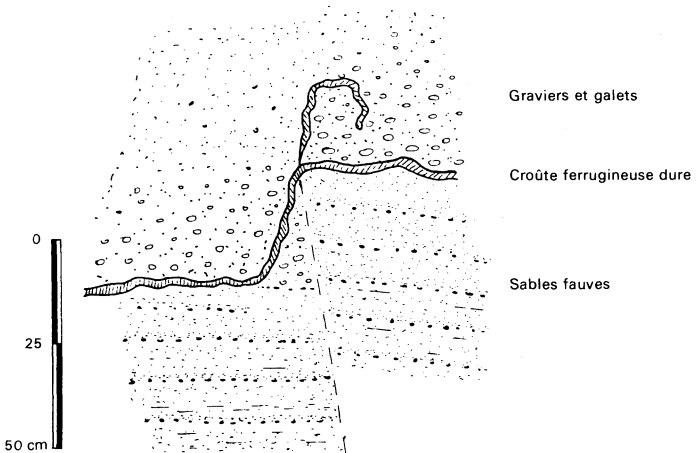 Graviers et galets
Croûte ferrugineuse dure
0
Sables fauves
25
50 cm